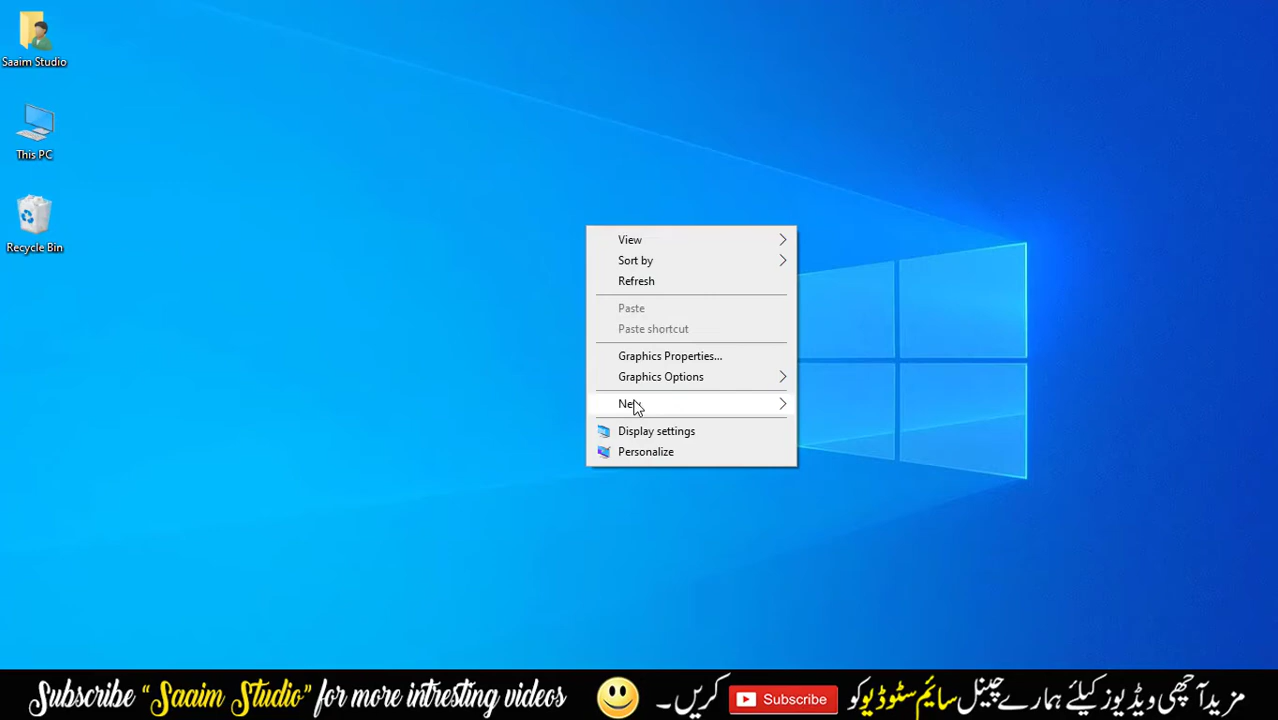 Saaim Studio
This PC
Recycle Bin
View
Sort by
Refresh
Paste
Paste shortcut
Graphics Properties...
Graphics Options
New
Display settings
Personalize
Subscribe “Saaim Studio” for more intresting videos
مزید آچھی ویڈیوز کیلئے ہمارے چینل سائم سٹوڈیو کو Subscribe کریں۔